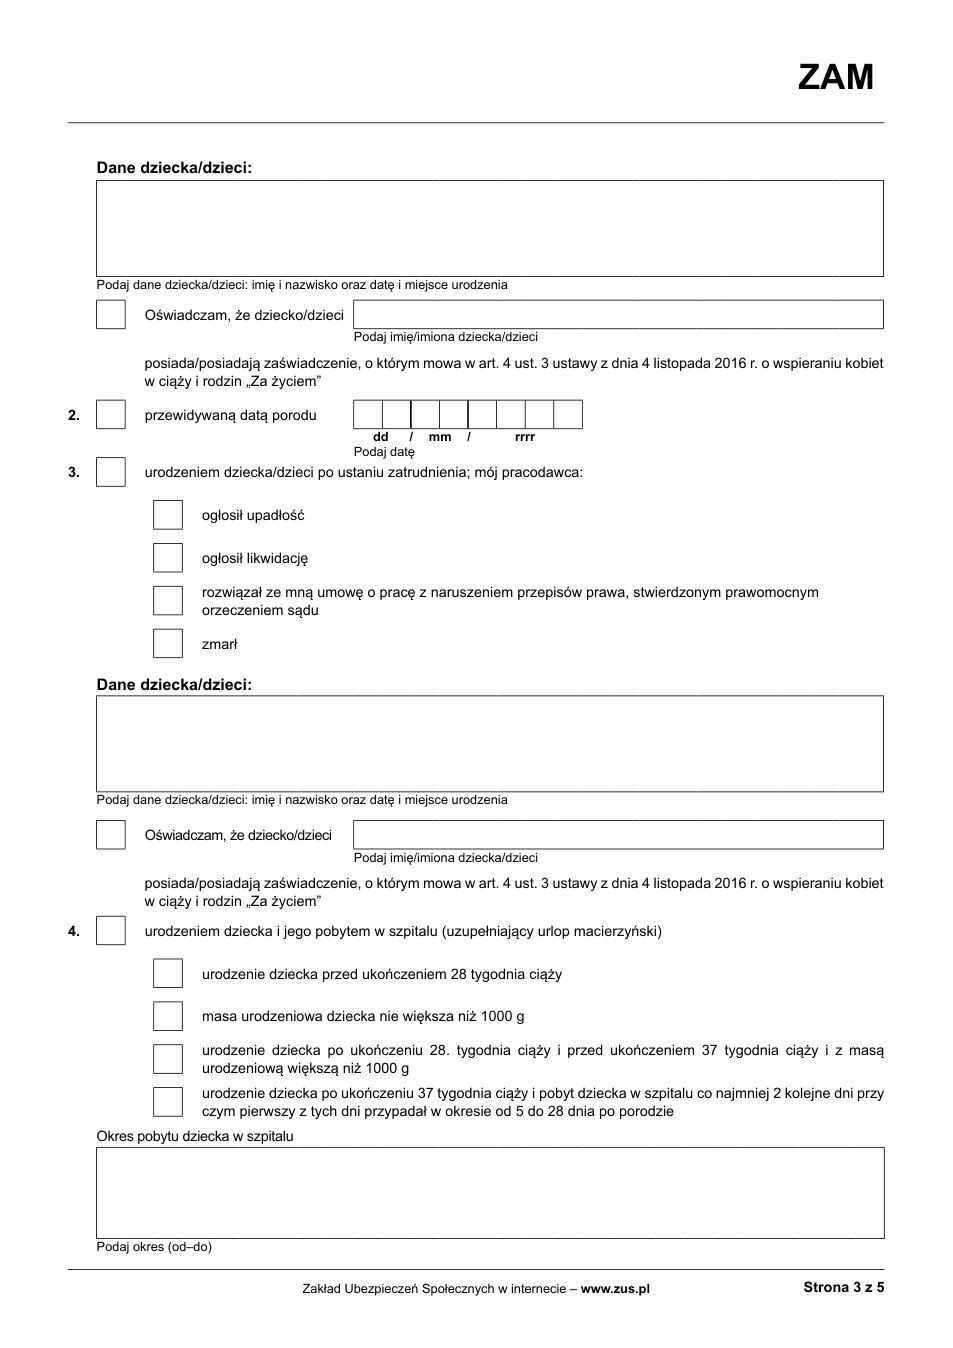 ZAM
Dane dziecka/dzieci:
Podaj dane dziecka/dzieci: imię i nazwisko oraz datę i miejsce urodzenia
Oświadczam, że dziecko/dzieci
Podaj imię/imiona dziecka/dzieci
posiada/posiadają zaświadczenie, o którym mowa w art. 4 ust. 3 ustawy z dnia 4 listopada 2016 r. o wspieraniu kobiet
w ciąży i rodzin „Za życiem”
2. przewidywaną datą porodu
dd / mm / rrrr
Podaj datę
3. urodzeniem dziecka/dzieci po ustaniu zatrudnienia; mój pracodawca:
ogłosił upadłość
ogłosił likwidację
rozwiązał ze mną umowę o pracę z naruszeniem przepisów prawa, stwierdzonym prawomocnym
orzeczeniem sądu
zmarł
Dane dziecka/dzieci:
Podaj dane dziecka/dzieci: imię i nazwisko oraz datę i miejsce urodzenia
Oświadczam, że dziecko/dzieci
Podaj imię/imiona dziecka/dzieci
posiada/posiadają zaświadczenie, o którym mowa w art. 4 ust. 3 ustawy z dnia 4 listopada 2016 r. o wspieraniu kobiet
w ciąży i rodzin „Za życiem”
4. urodzeniem dziecka i jego pobytem w szpitalu (uzupełniający urlop macierzyński)
urodzenie dziecka przed ukończeniem 28 tygodnia ciąży
masa urodzeniowa dziecka nie większa niż 1000 g
urodzenie dziecka po ukończeniu 28. tygodnia ciąży i przed ukończeniem 37 tygodnia ciąży i z masą
urodzeniową większą niż 1000 g
urodzenie dziecka po ukończeniu 37 tygodnia ciąży i pobyt dziecka w szpitalu co najmniej 2 kolejne dni przy
czym pierwszy z tych dni przypadał w okresie od 5 do 28 dnia po porodzie
Okres pobytu dziecka w szpitalu
Podaj okres (od–do)
Zakład Ubezpieczeń Społecznych w internecie – www.zus.pl
Strona 3 z 5